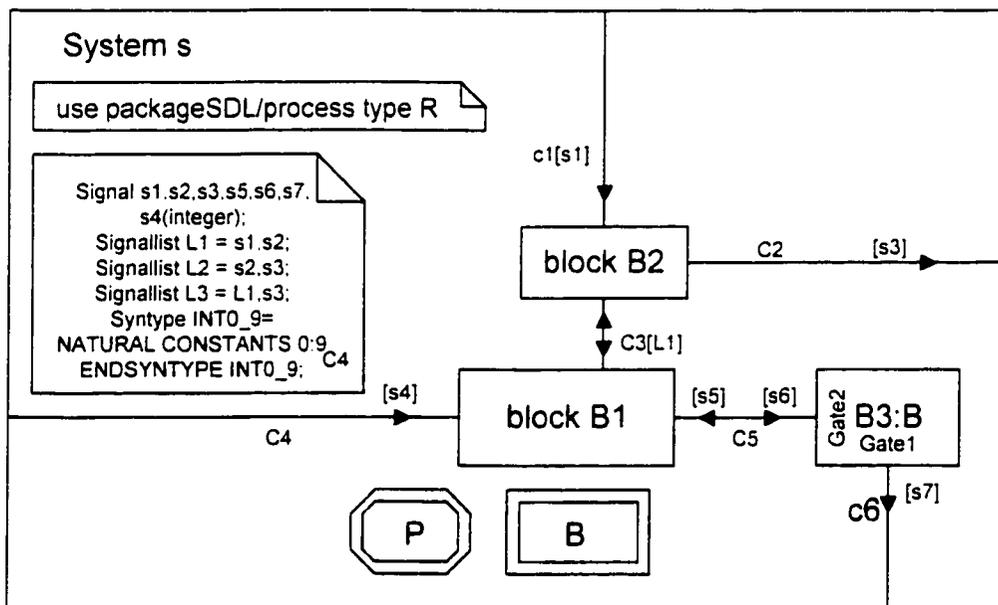 System s
use packageSDL/process type R
Signal s1.s2,s3.s5.s6,s7.
s4(integer);
Signallist L1 = s1.s2;
Signallist L2 = s2,s3;
Signallist L3 = L1,s3;
Syntype INT0_9=
NATURAL CONSTANTS 0:9
C4
ENDSYNTYPE INT0_9;
c1[s1]
block B2
C2
[s3]
C3[L1]
[s4]
C4
block B1
[s5]
[s6]
C5
Gate2
B3:B
Gate1
[s7]
c6
P
B